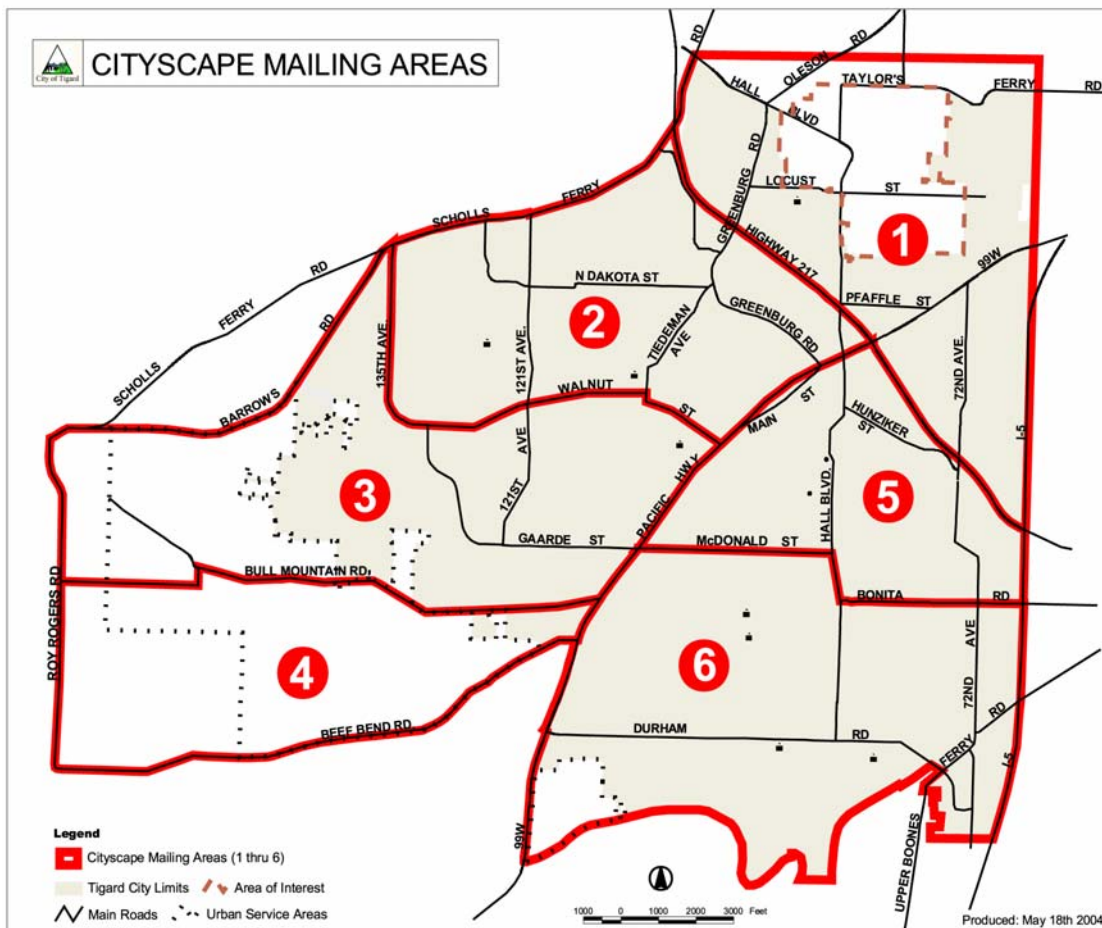 City of Tigard
CITYSCAPE MAILING AREAS
RD
OLESON RD
HALL BLVD
TAYLOR'S FERRY RD
GREENBURG RD
LOCUST ST
SCHOLLS FERRY RD
HIGHWAY 217
1
99W
N DAKOTA ST
PFAFFLE ST
2
GREENBURG RD
TIEDEMAN AVE
SCHOLLS FERRY RD
BARROWS RD
135TH AVE.
121ST AVE.
WALNUT ST
MAIN ST
72ND AVE.
HUNZIKER ST
I-5
3
121ST AVE
PACIFIC HWY
HALL BLVD.
5
GAARDE ST
McDONALD ST
BULL MOUNTAIN RD
BONITA RD
ROY ROGERS RD
4
6
72ND AVE
BEEF BEND RD
DURHAM RD
UPPER BOONES FERRY RD
I-5
99W
Legend
Cityscape Mailing Areas (1 thru 6)
Tigard City Limits
Area of Interest
Main Roads
Urban Service Areas
1000 0 1000 2000 3000 Feet
Produced: May 18th 2004